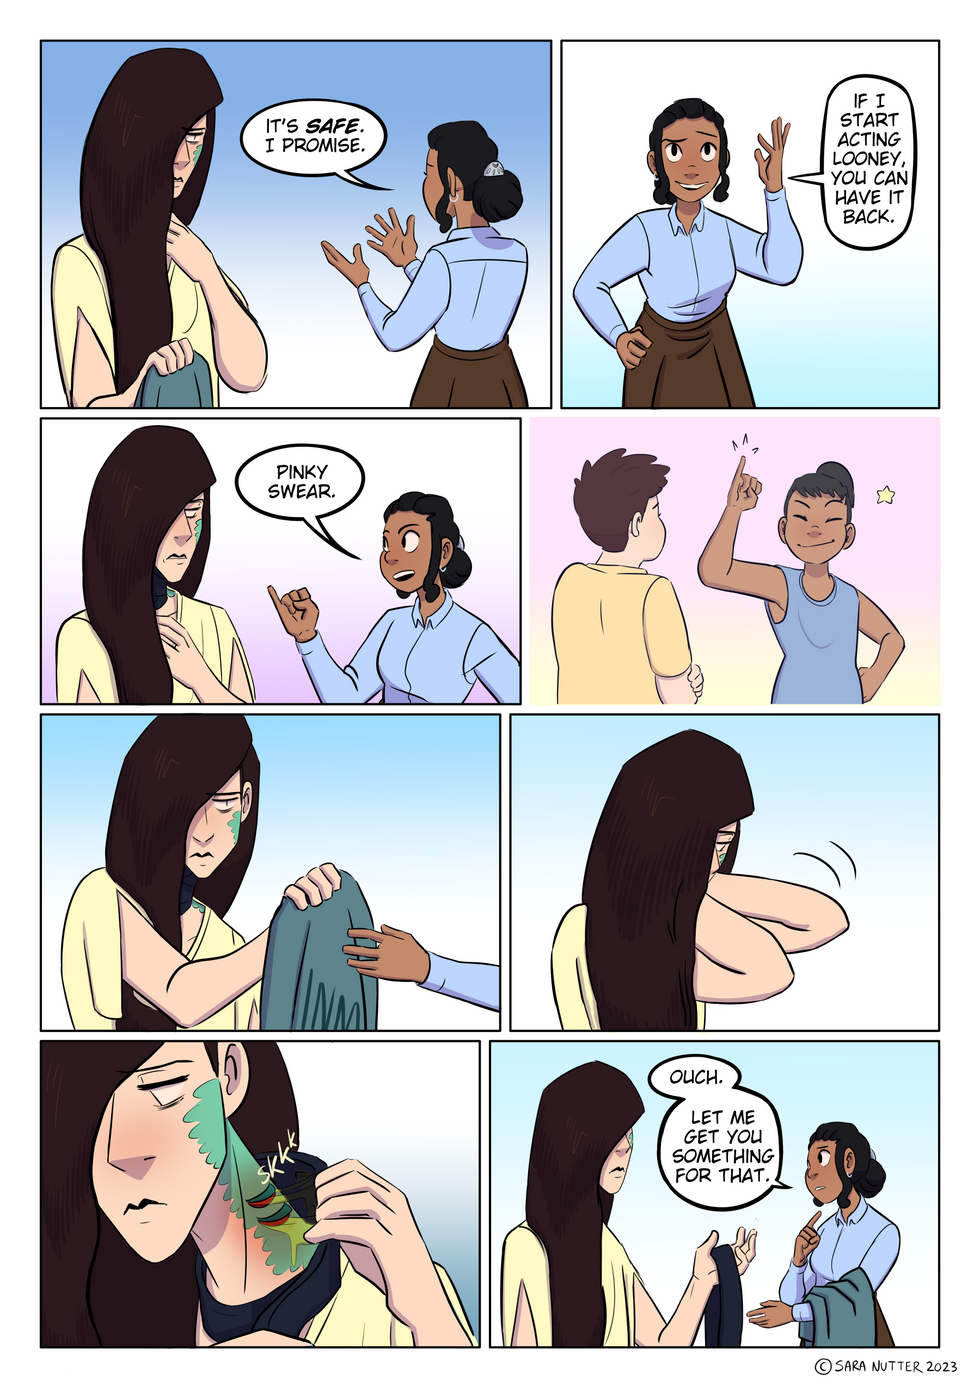 IT'S SAFE.
I PROMISE.
IF I
START
ACTING
LOONEY,
YOU CAN
HAVE IT
BACK.
PINKY
SWEAR.
SKKK
OUCH.
LET ME
GET YOU
SOMETHING
FOR THAT.
© SARA NUTTER 2023